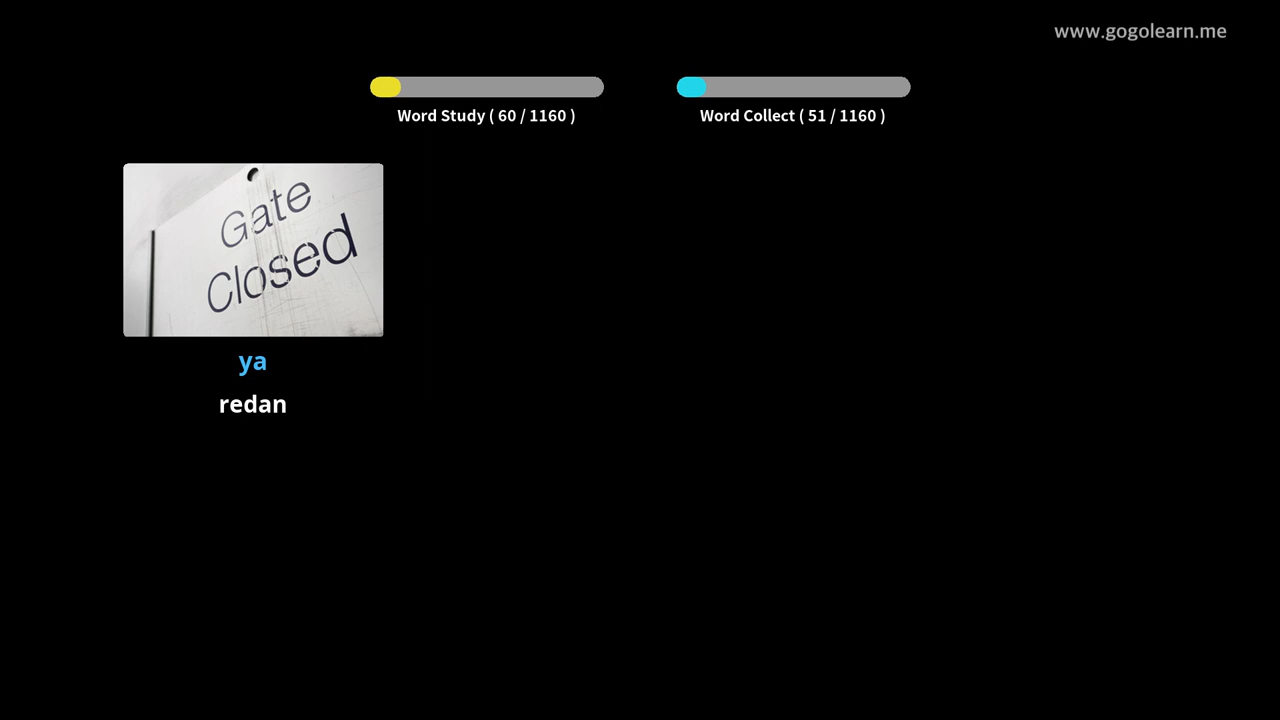 www.gogolearn.me
Word Study ( 60 / 1160 )
Word Collect ( 51 / 1160 )
Gate
Closed
ya
redan